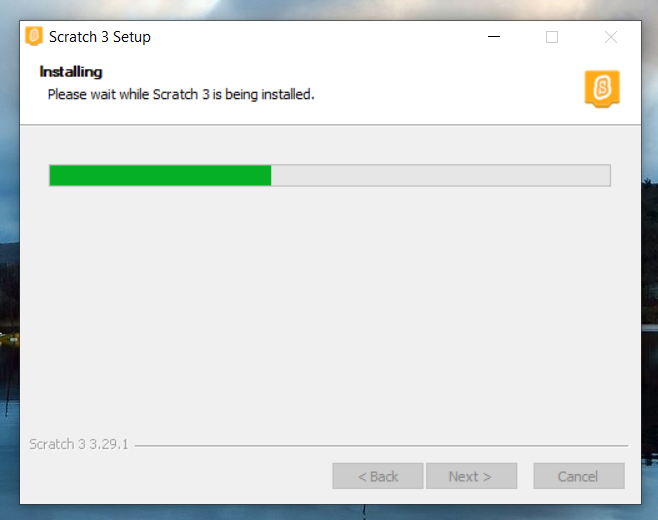 Scratch 3 Setup
Installing
Please wait while Scratch 3 is being installed.
Scratch 3 3.29.1
< Back
Next >
Cancel